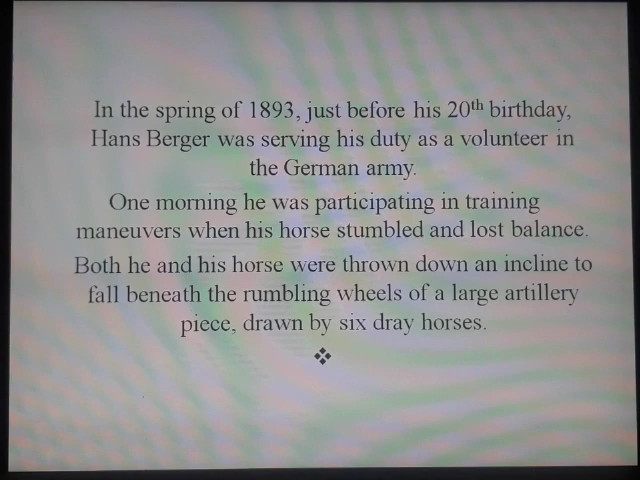 In the spring of 1893, just before his 20th birthday,
Hans Berger was serving his duty as a volunteer in
the German army.
One morning he was participating in training
maneuvers when his horse stumbled and lost balance.
Both he and his horse were thrown down an incline to
fall beneath the rumbling wheels of a large artillery
piece, drawn by six dray horses.